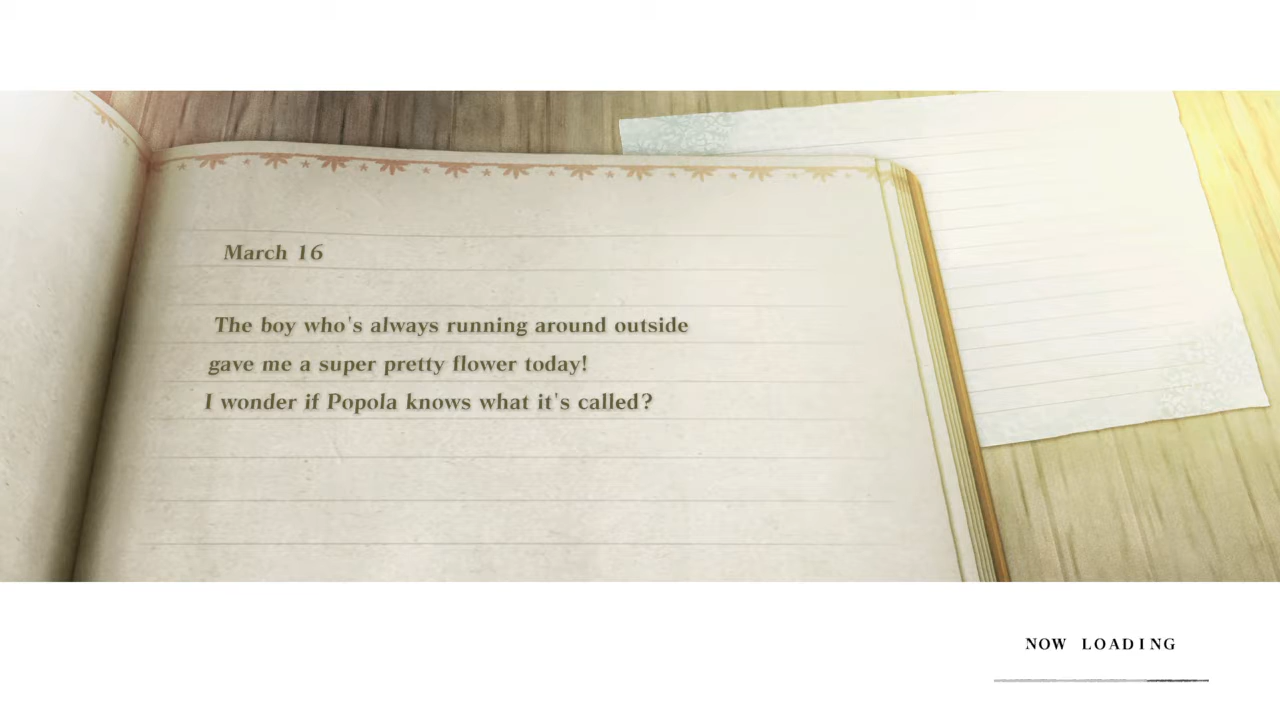 March 16
The boy who's always running around outside
gave me a super pretty flower today!
I wonder if Popola knows what it's called?
NOW LOADING